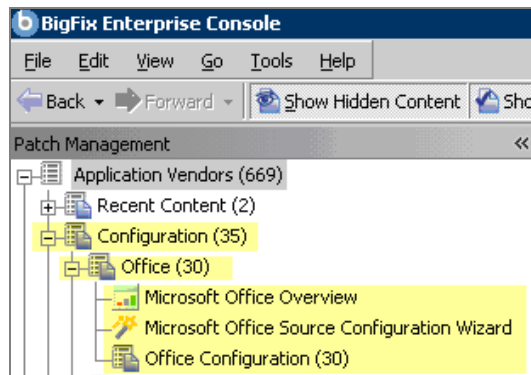 BigFix Enterprise Console
File Edit View Go Tools Help
Back Forward Show Hidden Content Sho
Patch Management «
Application Vendors (669)
Recent Content (2)
Configuration (35)
Office (30)
Microsoft Office Overview
Microsoft Office Source Configuration Wizard
Office Configuration (30)